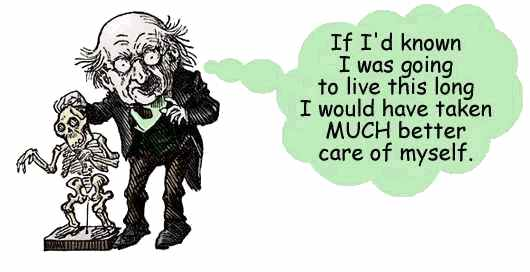 If I'd known
I was going
to live this long
I would have taken
MUCH better
care of myself.